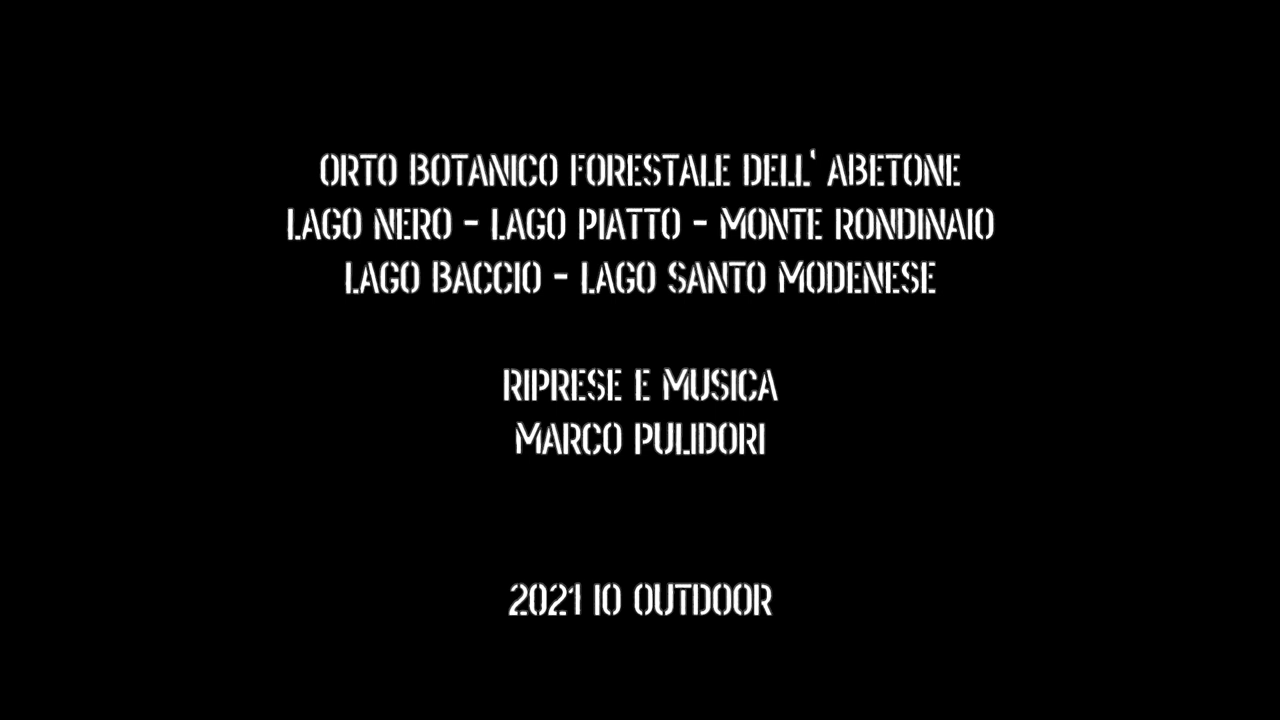 ORTO BOTANICO FORESTALE DELL' ABETONE
LAGO NERO - LAGO PIATTO - MONTE RONDINAIO
LAGO BACCIO - LAGO SANTO MODENESE
RIPRESE E MUSICA
MARCO PULIDORI
2021 IO OUTDOOR